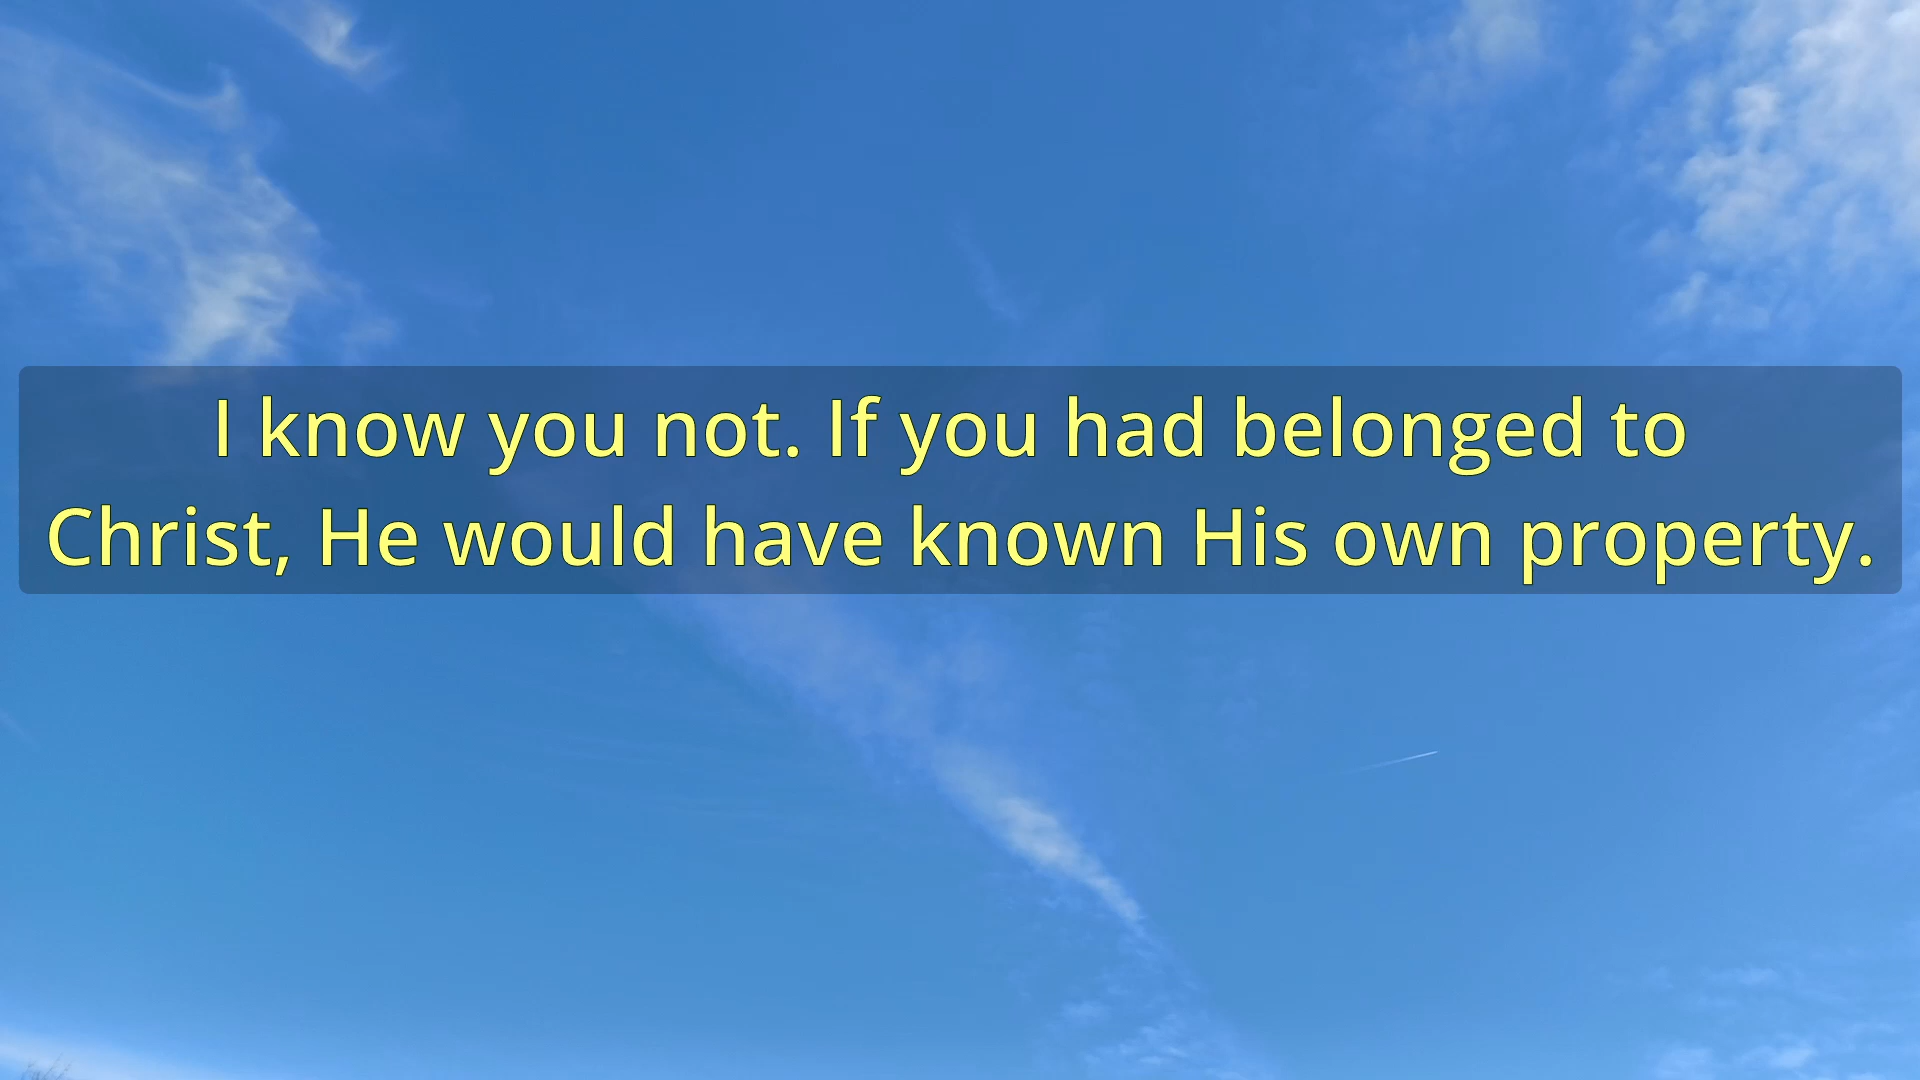 I know you not. If you had belonged to
Christ, He would have known His own property.